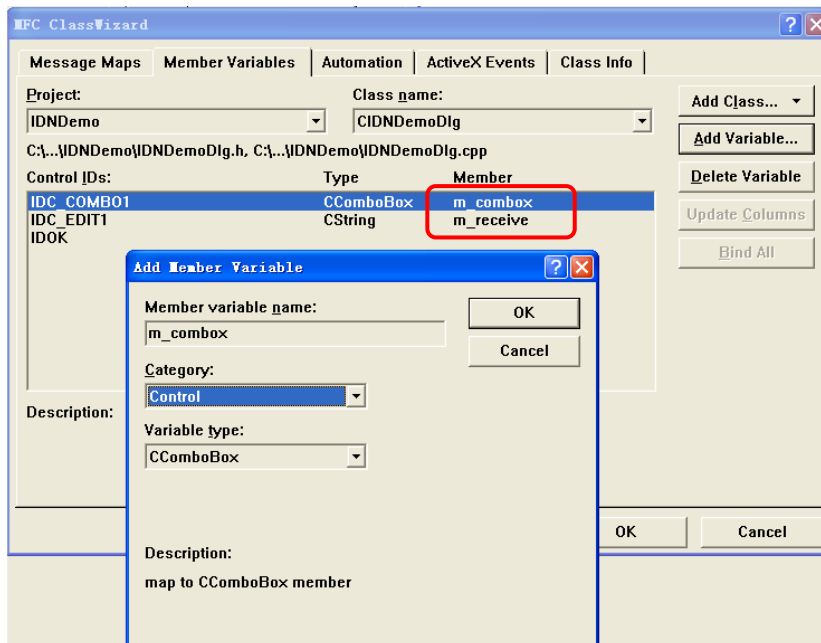 MFC ClassWizard
Message Maps Member Variables Automation ActiveX Events Class Info
Project: Class name: Add Class...
IDNDemo CIDNDemoDlg
Add Variable...
C:\...\IDNDemo\IDNDemoDlg.h, C:\...\IDNDemo\IDNDemoDlg.cpp
Control IDs: Type Member Delete Variable
IDC_COMBO1 CComboBox m_combox
IDC_EDIT1 CString m_receive Update Columns
IDOK
Bind All
Add Member Variable
Member variable name: OK
m_combox
Cancel
Category:
Control
Description:
Variable type:
CComboBox
OK Cancel
Description:
map to CComboBox member